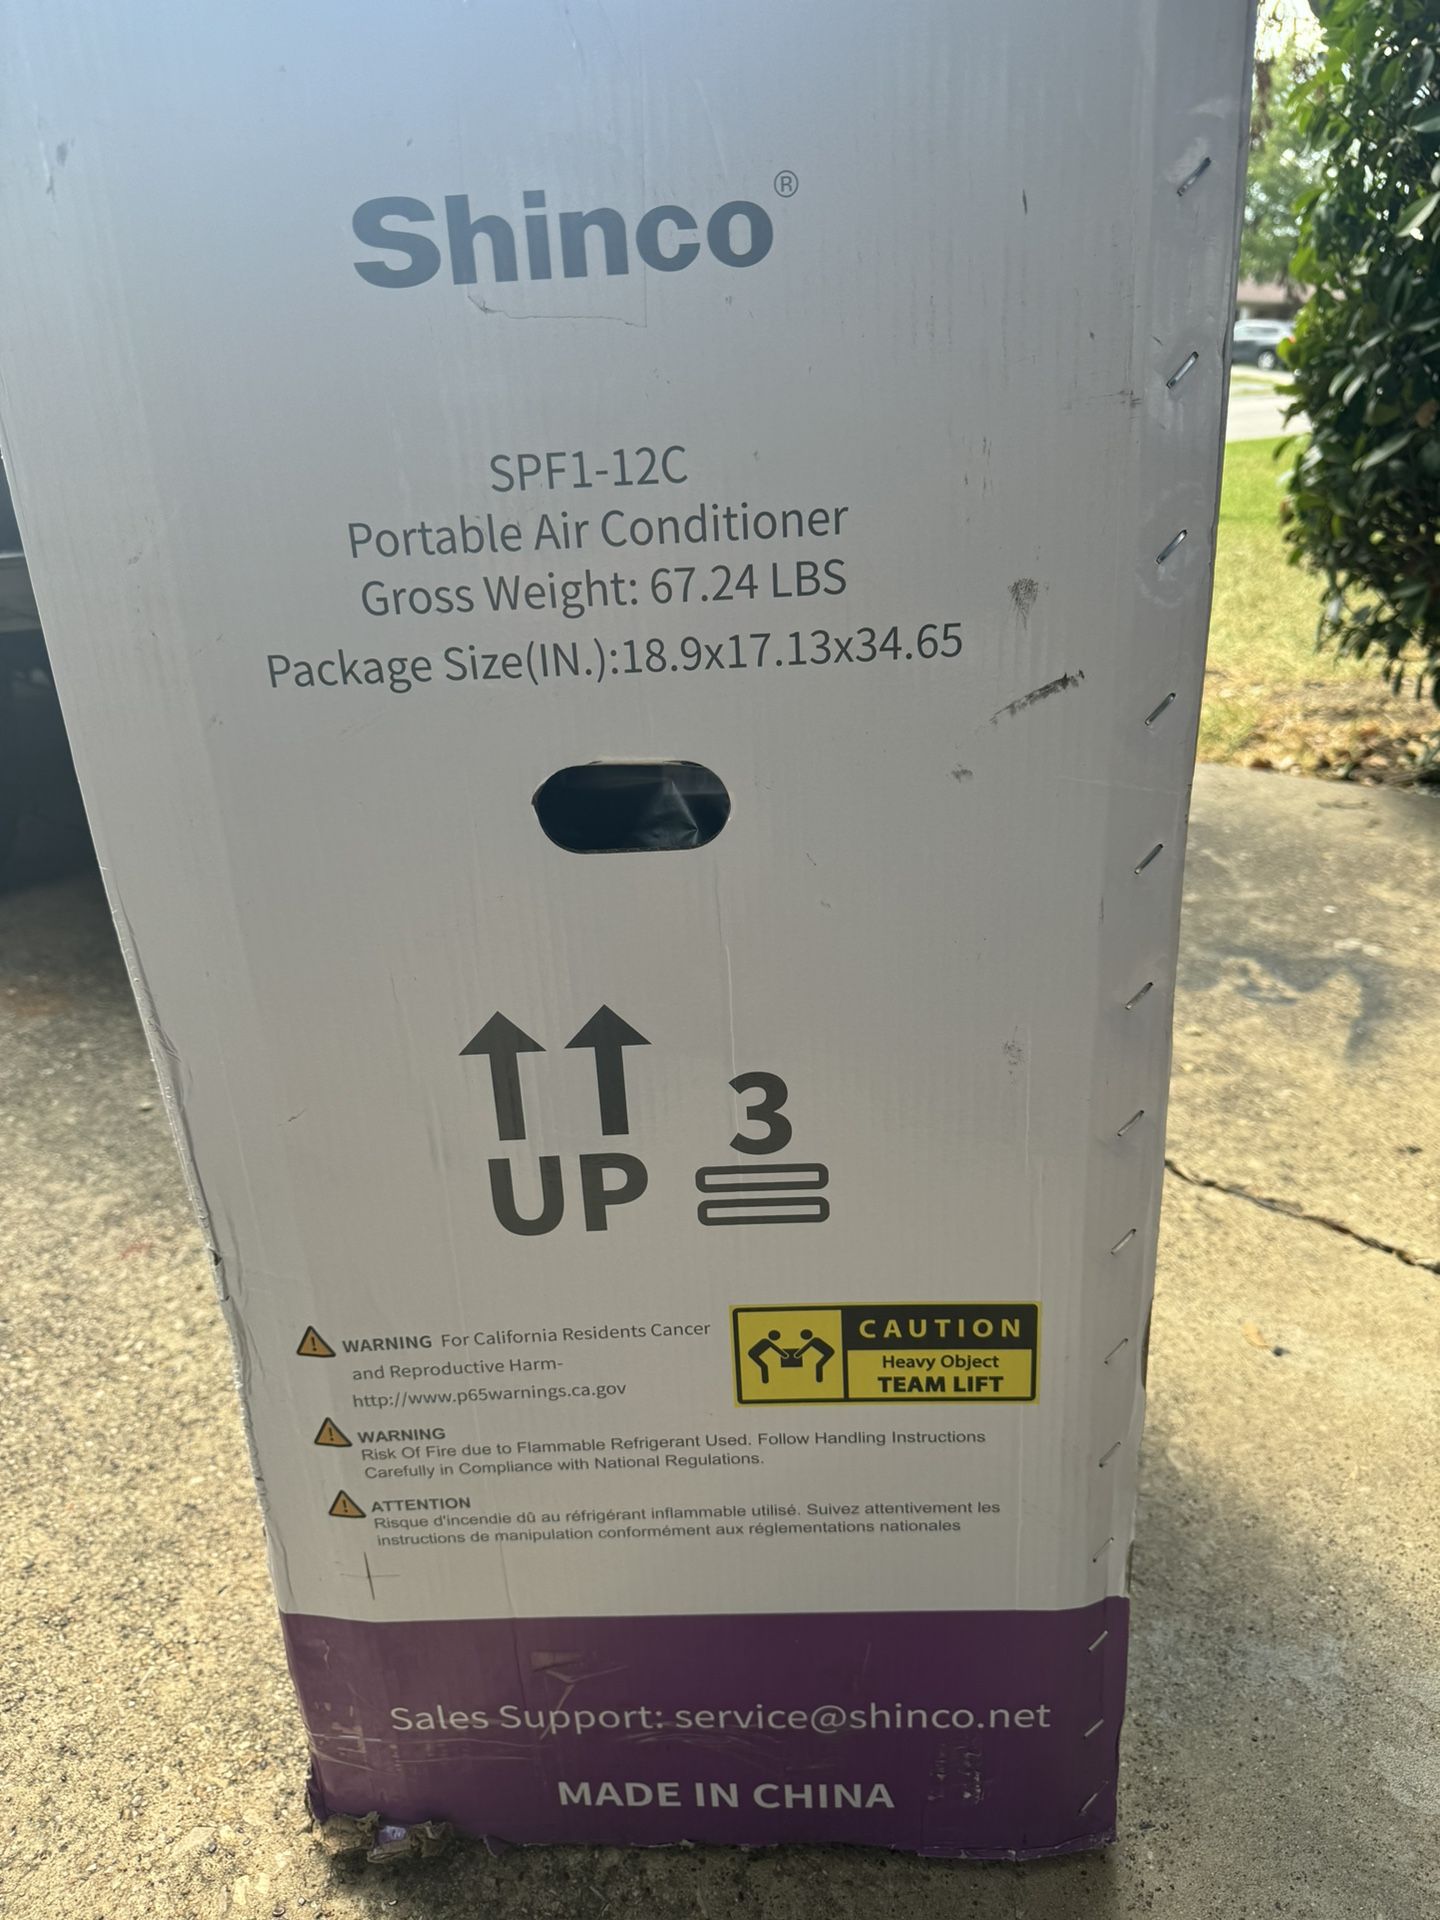 Shinco®
SPF1-12C
Portable Air Conditioner
Gross Weight: 67.24 LBS
Package Size(IN.):18.9x17.13x34.65
UP
3
WARNING For California Residents Cancer
and Reproductive Harm-
http://www.p65warnings.ca.gov
CAUTION
Heavy Object
TEAM LIFT
WARNING
Risk Of Fire due to Flammable Refrigerant Used. Follow Handling Instructions
Carefully in Compliance with National Regulations.
ATTENTION
Risque d'incendie dû au réfrigérant inflammable utilisé. Suivez attentivement les
instructions de manipulation conformément aux réglementations nationales
Sales Support: service@shinco.net
MADE IN CHINA